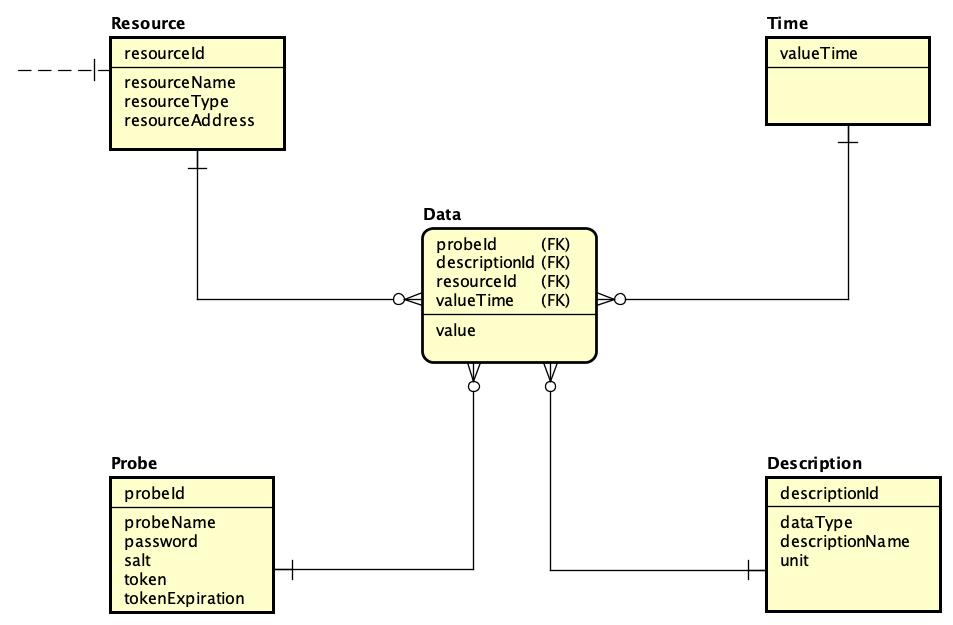 Resource
resourceId
resourceName
resourceType
resourceAddress
Time
valueTime
Data
probeId (FK)
descriptionId (FK)
resourceId (FK)
valueTime (FK)
value
Probe
probeId
probeName
password
salt
token
tokenExpiration
Description
descriptionId
dataType
descriptionName
unit